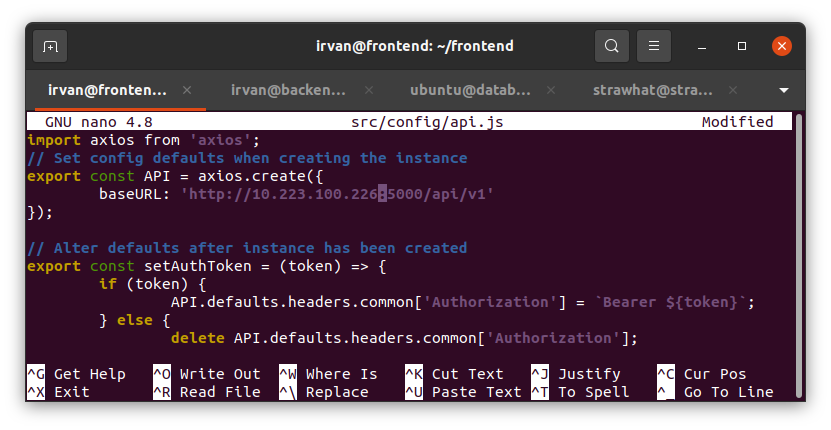 irvan@frontend: ~/frontend
irvan@fronten... irvan@backen... ubuntu@datab... strawhat@stra...
GNU nano 4.8 src/config/api.js Modified
import axios from 'axios';
// Set config defaults when creating the instance
export const API = axios.create({
baseURL: 'http://10.223.100.226:5000/api/v1'
});
// Alter defaults after instance has been created
export const setAuthToken = (token) => {
if (token) {
API.defaults.headers.common['Authorization'] = `Bearer ${token}`;
} else {
delete API.defaults.headers.common['Authorization'];
^G Get Help ^O Write Out ^W Where Is ^K Cut Text ^J Justify ^C Cur Pos
^X Exit ^R Read File ^\ Replace ^U Paste Text ^T To Spell ^_ Go To Line